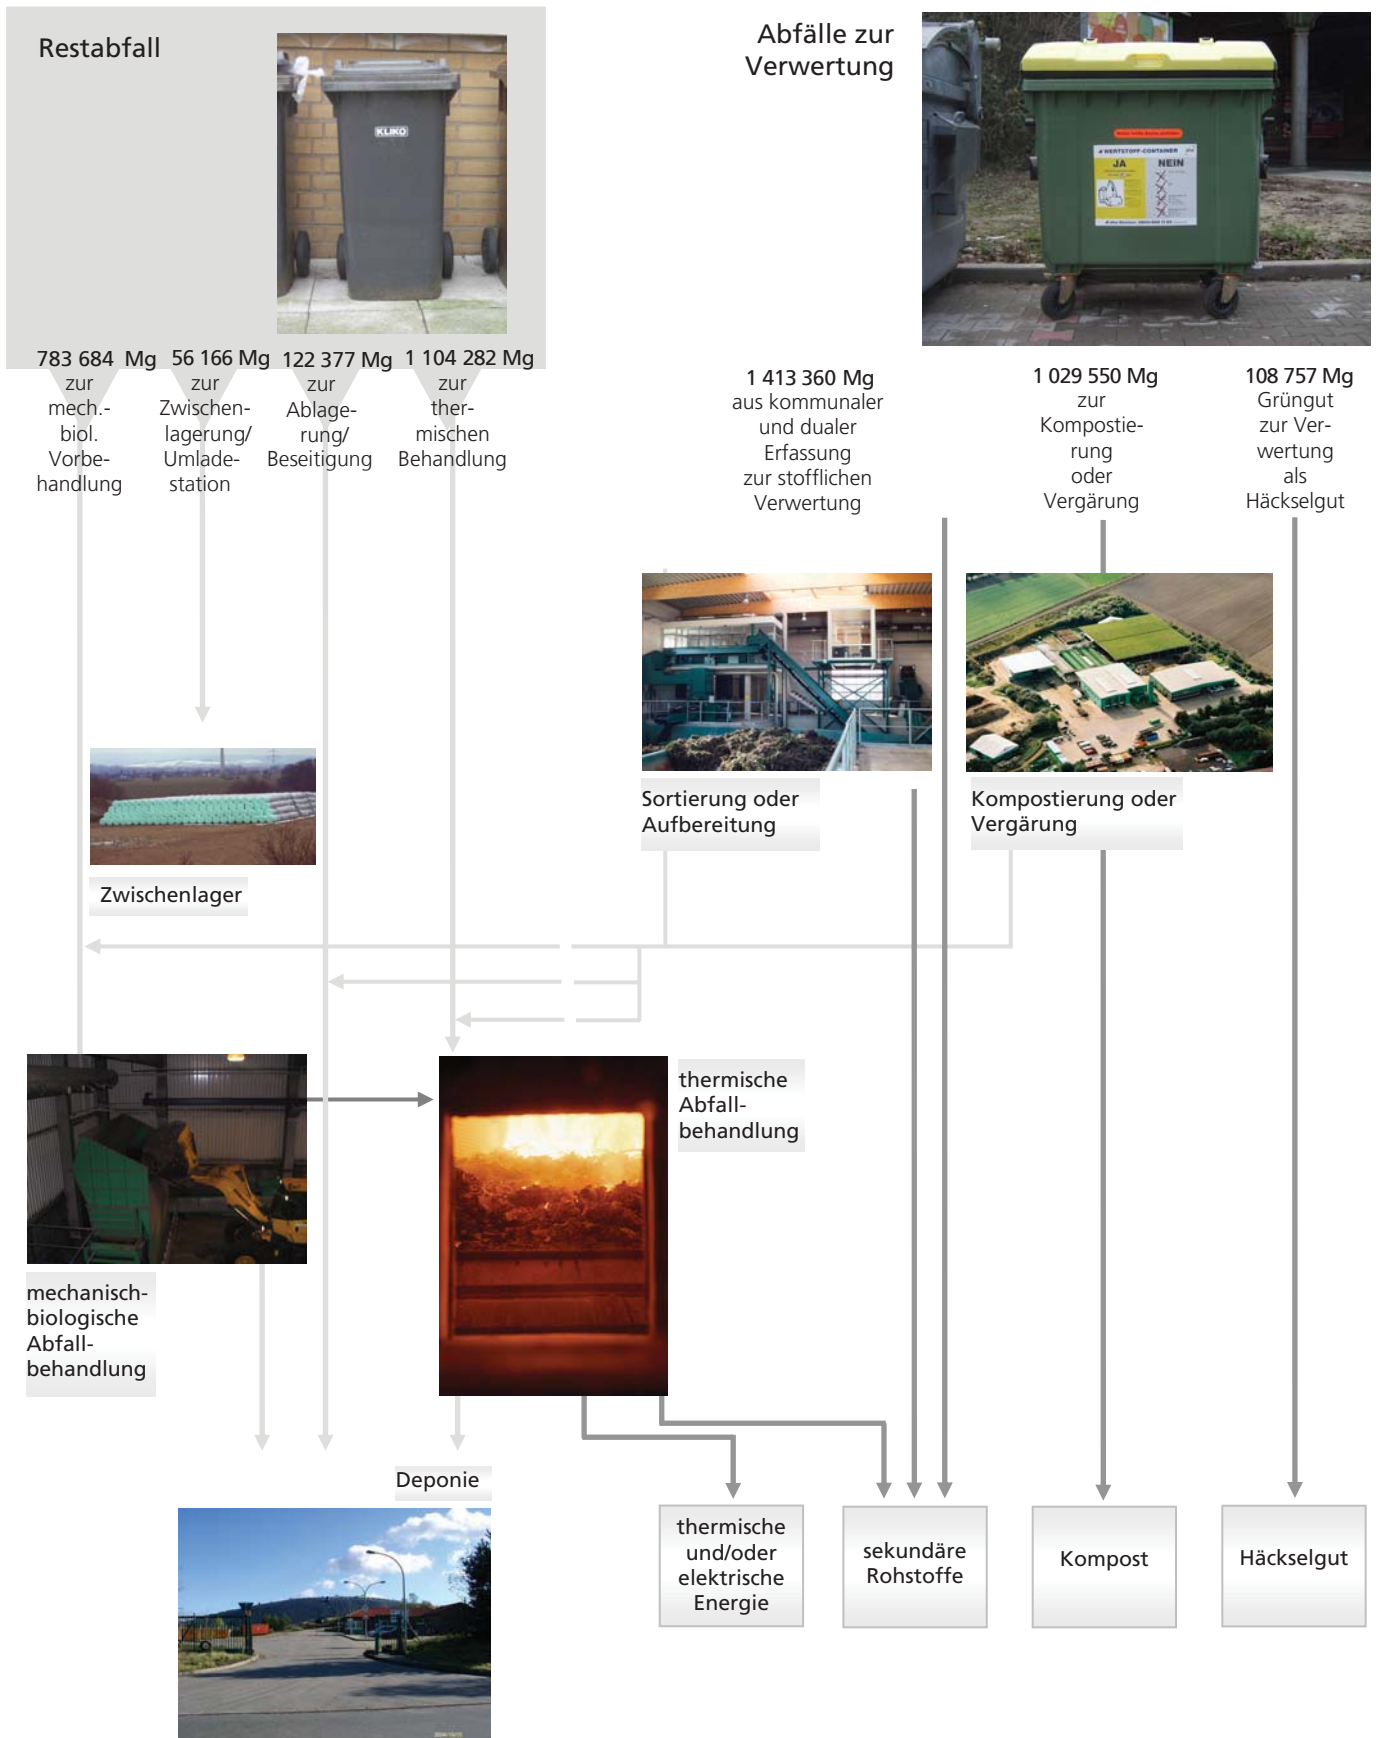 Restabfall
KLIKO
783 684 Mg
zur
mech.-
biol.
Vorbe-
handlung
56 166 Mg
zur
Zwischen-
lagerung/
Umlade-
station
122 377 Mg
zur
Ablage-
rung/
Beseitigung
1 104 282 Mg
zur
ther-
mischen
Behandlung
Abfälle zur
Verwertung
WERTSTOFF-CONTAINER
JA
NEIN
1 413 360 Mg
aus kommunaler
und dualer
Erfassung
zur stofflichen
Verwertung
1 029 550 Mg
zur
Kompostie-
rung
oder
Vergärung
108 757 Mg
Grüngut
zur Ver-
wertung
als
Häckselgut
Sortierung oder
Aufbereitung
Kompostierung oder
Vergärung
Zwischenlager
thermische
Abfall-
behandlung
mechanisch-
biologische
Abfall-
behandlung
Deponie
thermische
und/oder
elektrische
Energie
sekundäre
Rohstoffe
Kompost
Häckselgut